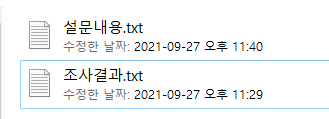 설문내용.txt
수정한 날짜: 2021-09-27 오후 11:40
조사결과.txt
수정한 날짜: 2021-09-27 오후 11:29